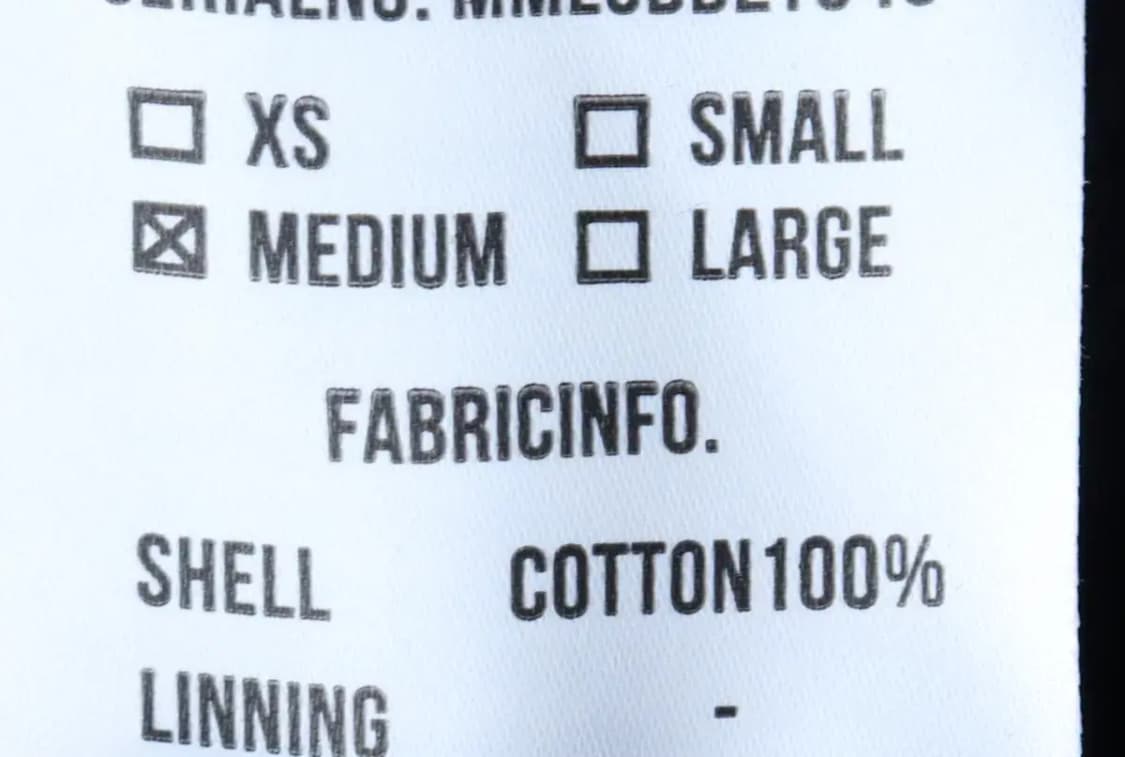 ☐ XS ☐ SMALL
☒ MEDIUM ☐ LARGE
FABRICINFO.
SHELL COTTON100%
LINNING -